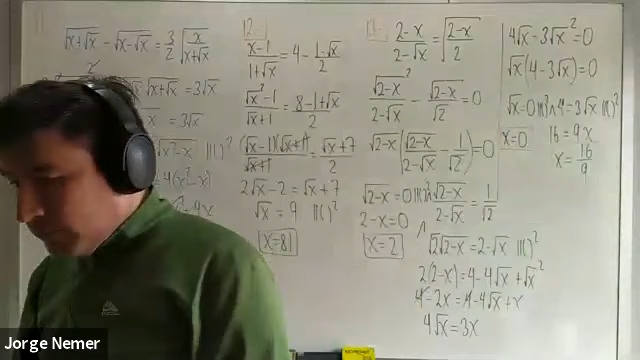 √(x+√x) - √(x-√x) = 3/2 √(x/(x+√x))
√(x+√x) = 3√x
= 3√x
√(x²-x) ||( )²
4(x²-x)
12.
(x-1)/(1+√x) = 4 - (1-√x)/2
(√x²-1)/(√x+1) = (8-1+√x)/2
(√x-1)(√x+1)/(√x+1) = (√x+7)/2
2√x-2 = √x+7
√x = 9 ||( )²
x=81
(2-x)/(2-√x) = √((2-x)/2)
√(2-x)²/(2-√x) - √(2-x)/√2 = 0
√(2-x) (√(2-x)/(2-√x) - 1/√2) = 0
√(2-x) = 0 ||( )² ∧ √(2-x)/(2-√x) = 1/√2
2-x=0
x=2
√2√(2-x) = 2-√x ||( )²
2(2-x) = 4-4√x+√x²
4-2x = 4-4√x+x
4√x = 3x
4√x - 3√x² = 0
√x(4-3√x) = 0
√x=0 ||( )² ∧ 4=3√x ||( )²
x=0
16 = 9x
x = 16/9
Jorge Nemer